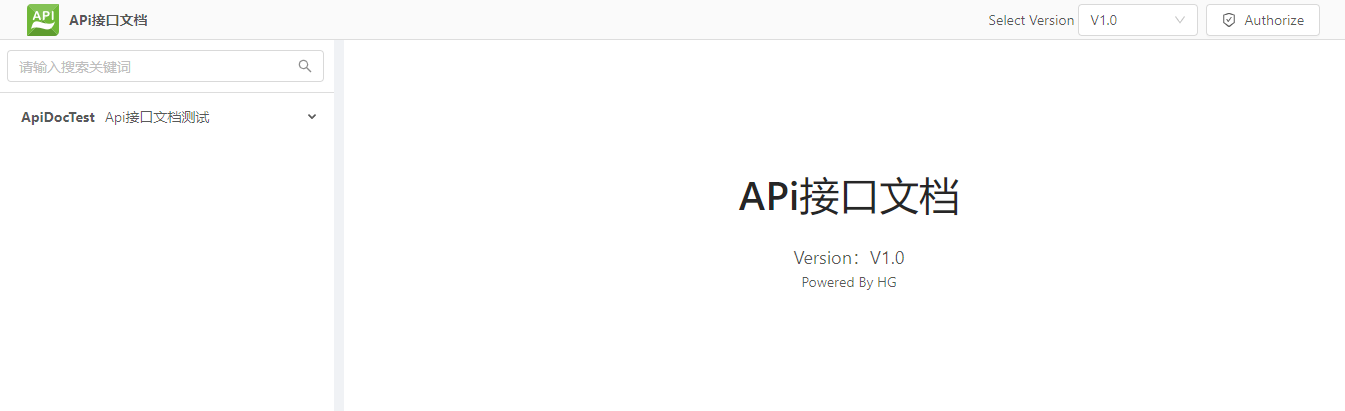 API
APi接口文档
Select Version V1.0
Authorize
请输入搜索关键词
ApiDocTest Api接口文档测试
APi接口文档
Version：V1.0
Powered By HG